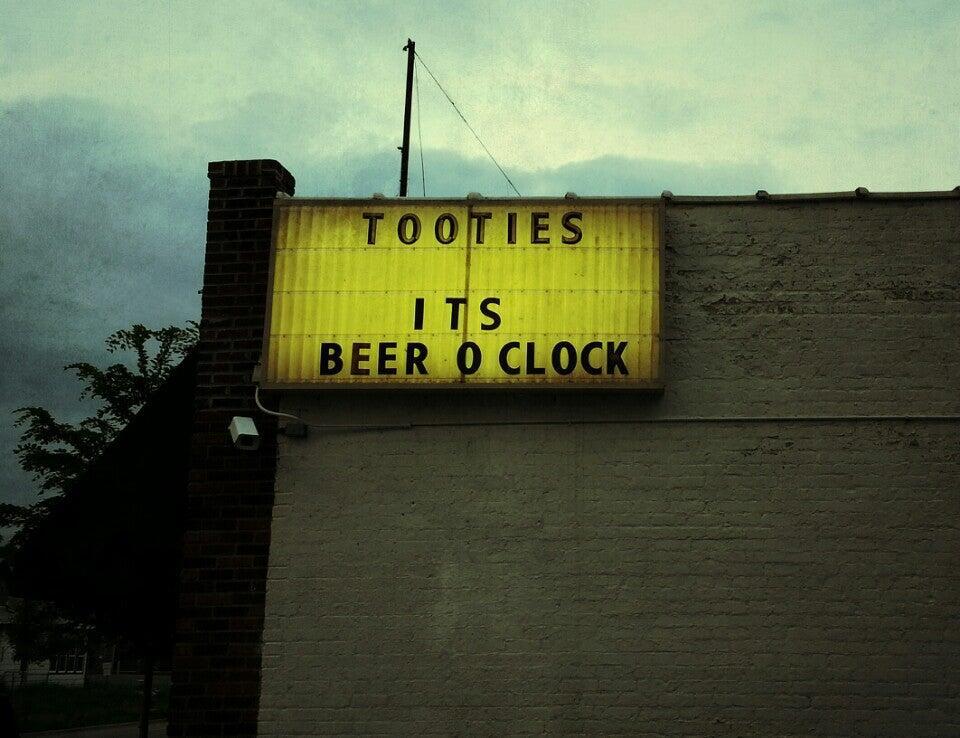 TOOTIES
ITS
BEER O CLOCK